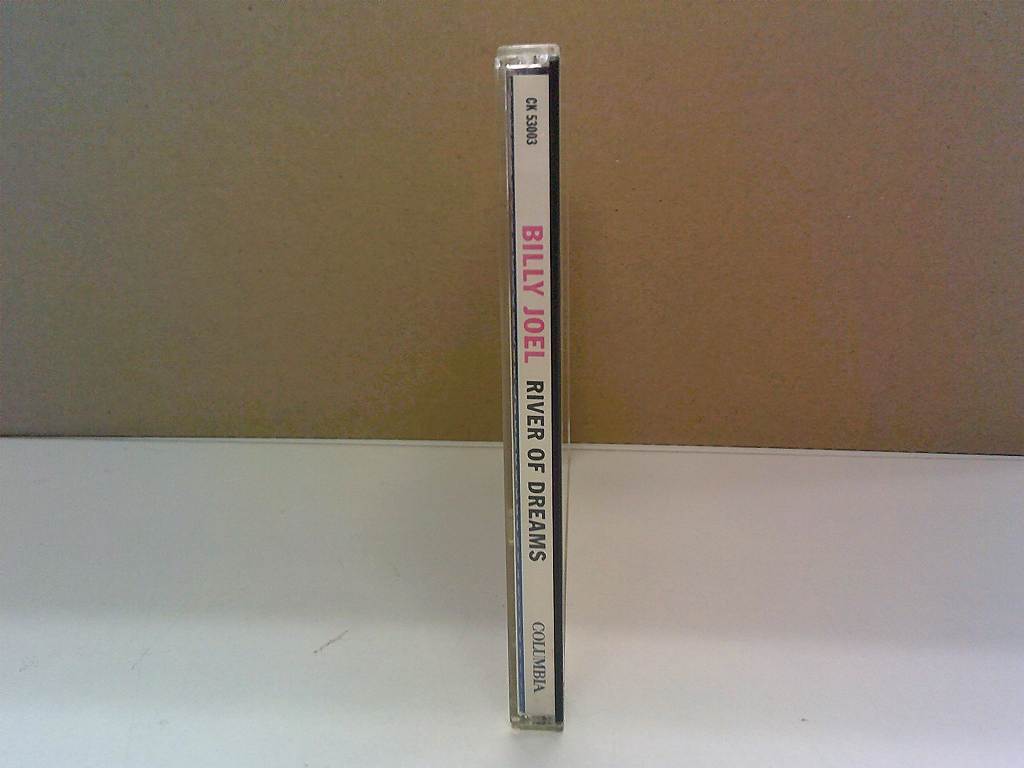 CK 53003
BILLY JOEL RIVER OF DREAMS
COLUMBIA